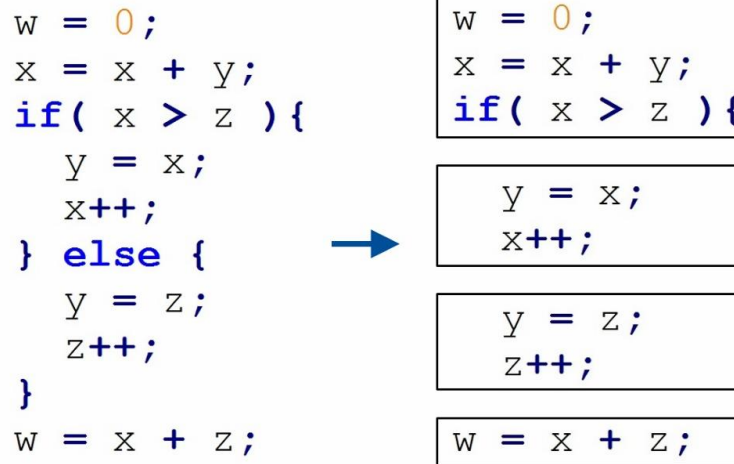 w = 0;
x = x + y;
if( x > z ){
y = x;
x++;
} else {
y = z;
z++;
}
w = x + z;
w = 0;
x = x + y;
if( x > z ){
y = x;
x++;
y = z;
z++;
w = x + z;